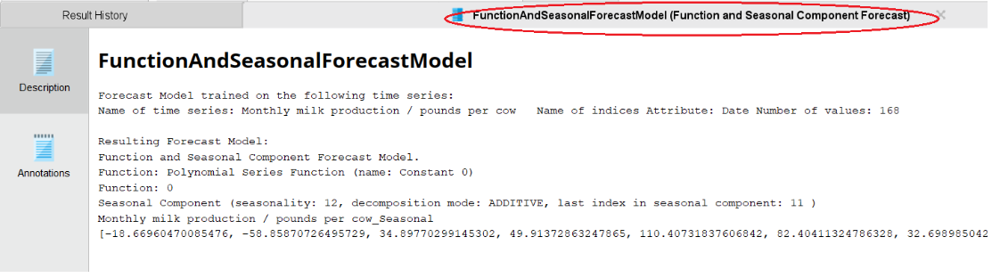 Result History
FunctionAndSeasonalForecastModel (Function and Seasonal Component Forecast)
FunctionAndSeasonalForecastModel
Description
Forecast Model trained on the following time series:
Name of time series: Monthly milk production / pounds per cow   Name of indices Attribute: Date Number of values: 168
Resulting Forecast Model:
Function and Seasonal Component Forecast Model.
Annotations
Function: Polynomial Series Function (name: Constant 0)
Function: 0
Seasonal Component (seasonality: 12, decomposition mode: ADDITIVE, last index in seasonal component: 11 )
Monthly milk production / pounds per cow_Seasonal
[-18.66960470085476, -58.85870726495729, 34.89770299145302, 49.91372863247865, 110.40731837606842, 82.40411324786328, 32.698985042